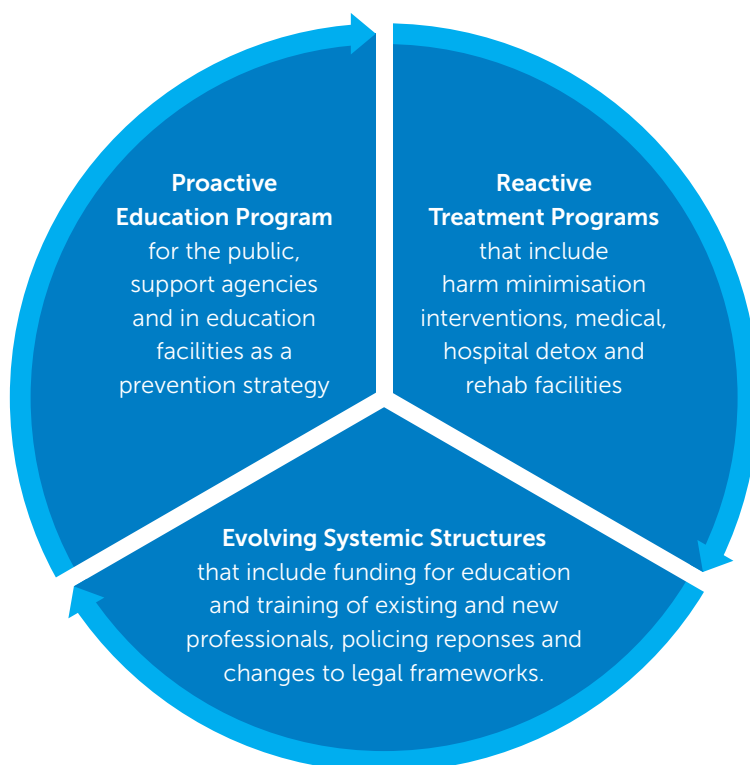 Proactive
Education Program
for the public,
support agencies
and in education
facilities as a
prevention strategy
Reactive
Treatment Programs
that include
harm minimisation
interventions, medical,
hospital detox and
rehab facilities
Evolving Systemic Structures
that include funding for education
and training of existing and new
professionals, policing reponses and
changes to legal frameworks.